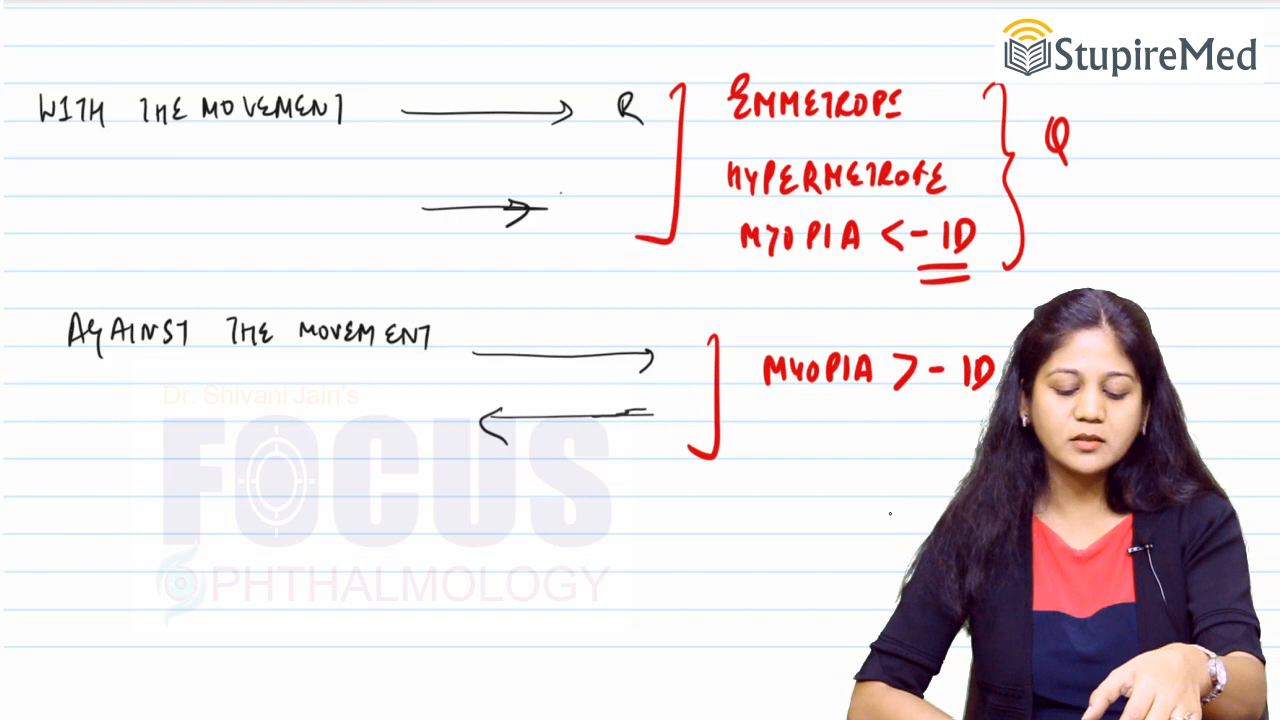 StupireMed
WITH THE MOVEMENT R EMMETROPE Q
HYPERMETROPE
MYOPIA < - 1D
AGAINST THE MOVEMENT
MYOPIA > - 1D
Dr. Shivani Jain's
FOCUS
OPHTHALMOLOGY